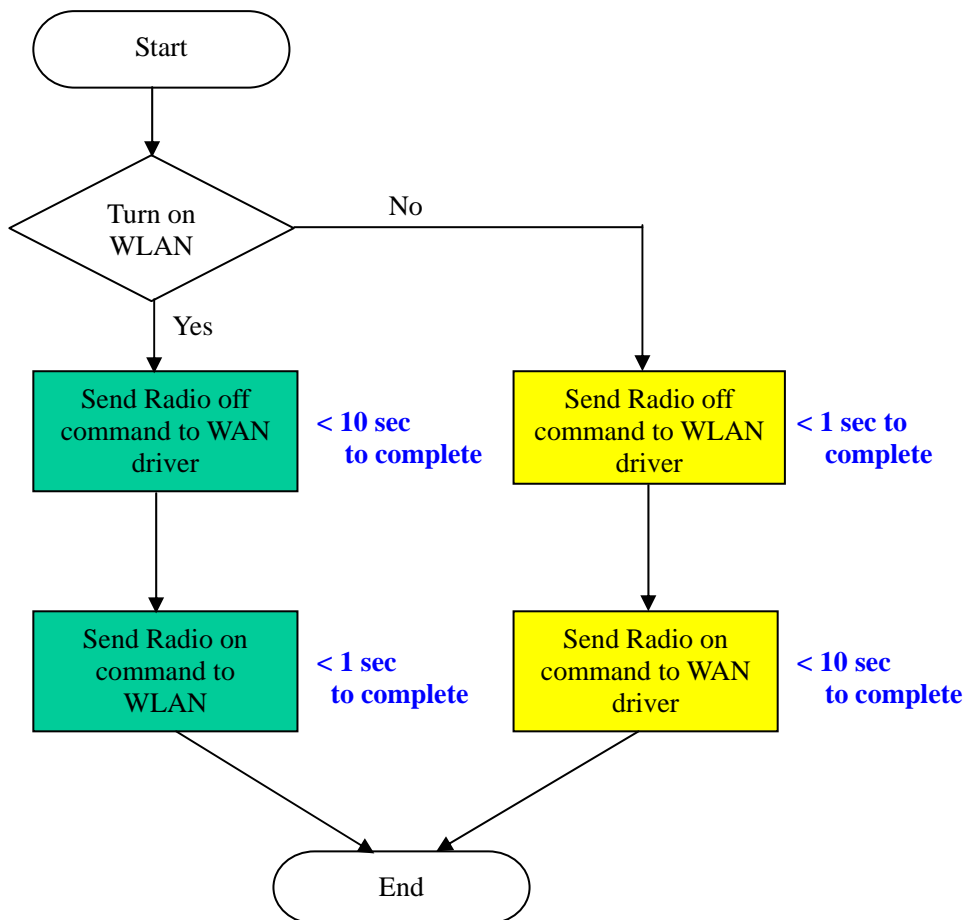 Start
Turn on
WLAN
No
Yes
Send Radio off
command to WAN
driver
< 10 sec
to complete
Send Radio off
command to WLAN
driver
< 1 sec to
complete
Send Radio on
command to
WLAN
< 1 sec
to complete
Send Radio on
command to WAN
driver
< 10 sec
to complete
End